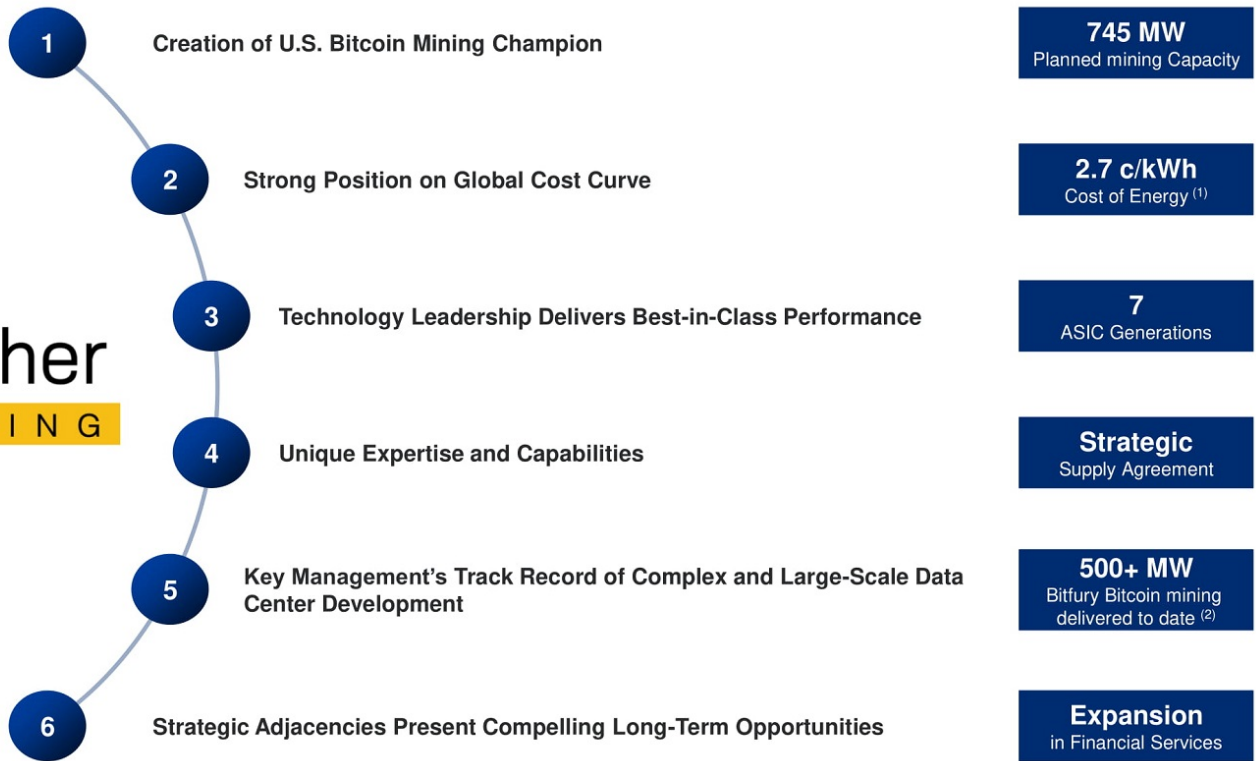 1
Creation of U.S. Bitcoin Mining Champion
745 MW
Planned mining Capacity
2
Strong Position on Global Cost Curve
2.7 c/kWh
Cost of Energy (1)
3
Technology Leadership Delivers Best-in-Class Performance
7
ASIC Generations
her
I N G
4
Unique Expertise and Capabilities
Strategic
Supply Agreement
5
Key Management’s Track Record of Complex and Large-Scale Data
Center Development
500+ MW
Bitfury Bitcoin mining
delivered to date (2)
6
Strategic Adjacencies Present Compelling Long-Term Opportunities
Expansion
in Financial Services